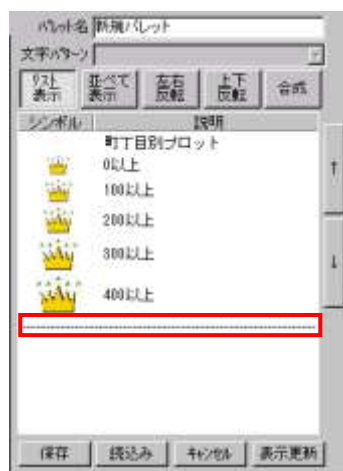 パレット名 新規パレット
文字パターン
リスト表示 並べて表示 左右反転 上下反転 合成
シンボル 説明
町丁目別プロット
0以上
100以上
200以上
300以上
400以上
↑
↓
保存 読込み キャンセル 表示更新